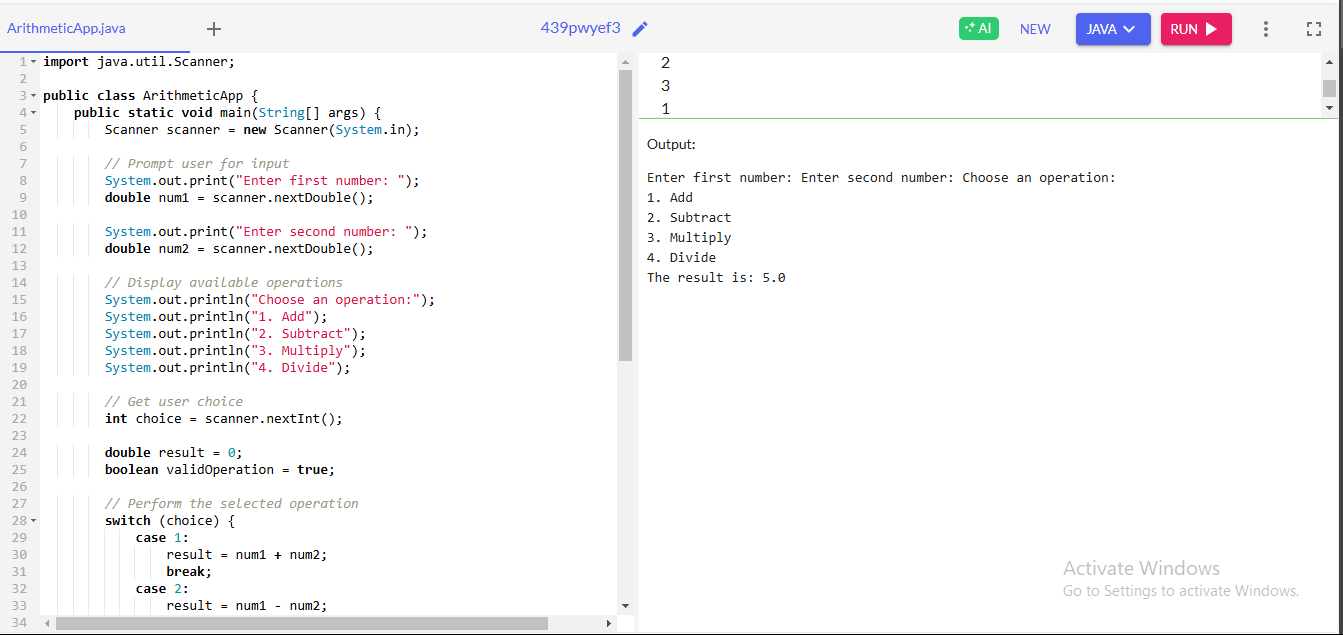 ArithmeticApp.java + 439pwyef3 AI NEW JAVA RUN
1 import java.util.Scanner;
2
3 public class ArithmeticApp {
4 public static void main(String[] args) {
5 Scanner scanner = new Scanner(System.in);
6
7 // Prompt user for input
8 System.out.print("Enter first number: ");
9 double num1 = scanner.nextDouble();
10
11 System.out.print("Enter second number: ");
12 double num2 = scanner.nextDouble();
13
14 // Display available operations
15 System.out.println("Choose an operation:");
16 System.out.println("1. Add");
17 System.out.println("2. Subtract");
18 System.out.println("3. Multiply");
19 System.out.println("4. Divide");
20
21 // Get user choice
22 int choice = scanner.nextInt();
23
24 double result = 0;
25 boolean validOperation = true;
26
27 // Perform the selected operation
28 switch (choice) {
29 case 1:
30 result = num1 + num2;
31 break;
32 case 2:
33 result = num1 - num2;
34
2
3
1
Output:
Enter first number: Enter second number: Choose an operation:
1. Add
2. Subtract
3. Multiply
4. Divide
The result is: 5.0
Activate Windows
Go to Settings to activate Windows.